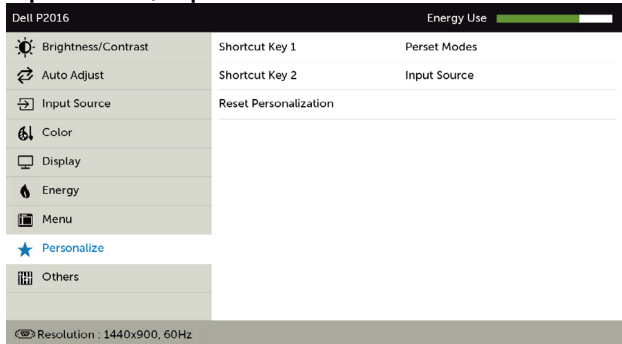 Dell P2016
Energy Use
Brightness/Contrast
Auto Adjust
Input Source
Color
Display
Energy
Menu
Personalize
Others
Shortcut Key 1 Perset Modes
Shortcut Key 2 Input Source
Reset Personalization
Resolution : 1440x900, 60Hz